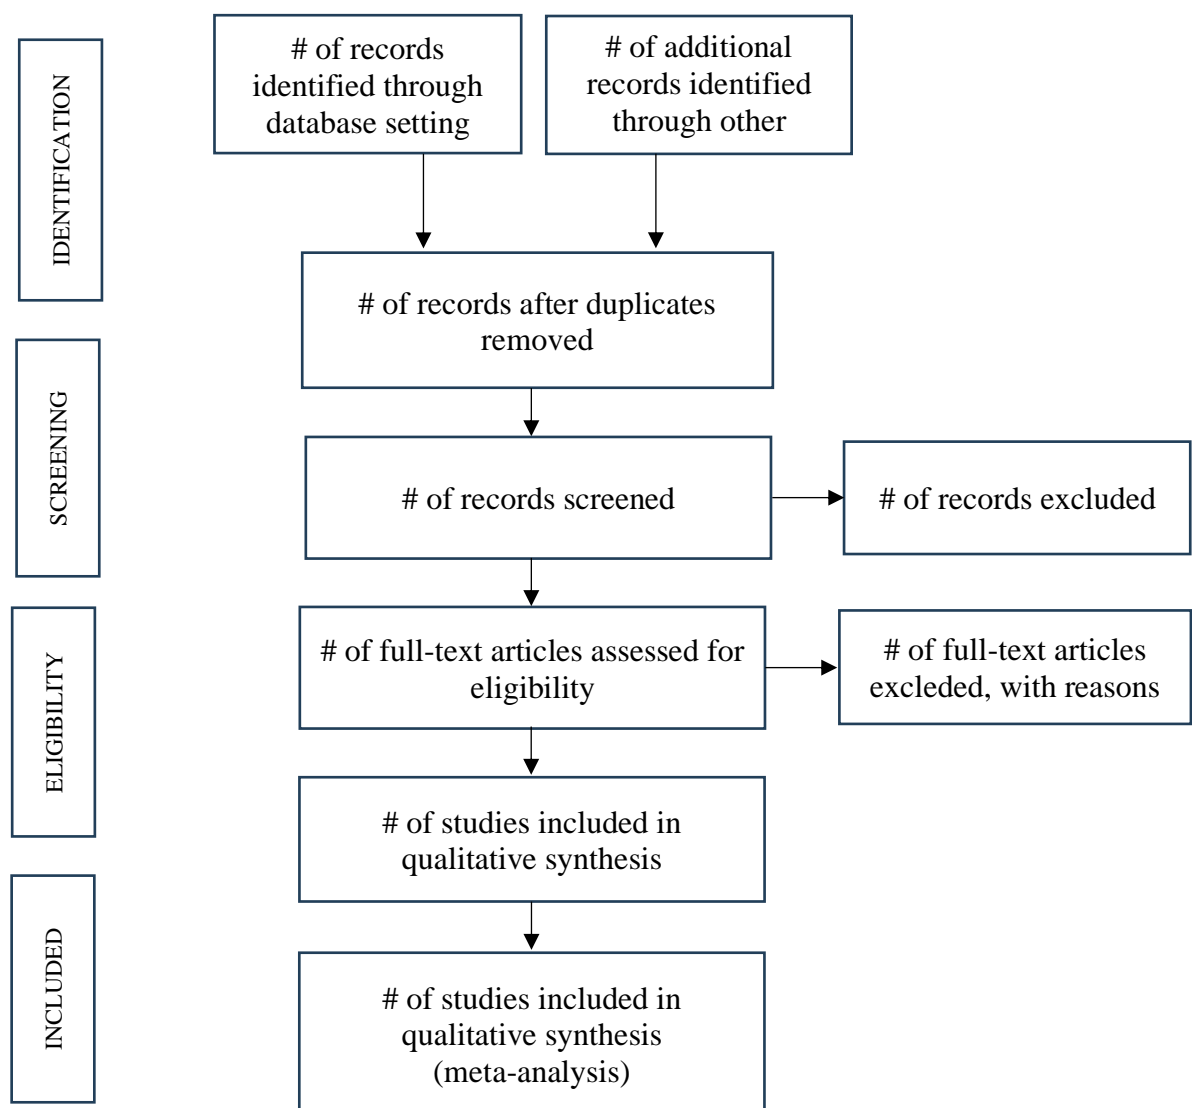 IDENTIFICATION
# of records
identified through
database setting
# of additional
records identified
through other
# of records after duplicates
removed
SCREENING
# of records screened
# of records excluded
ELIGIBILITY
# of full-text articles assessed for
eligibility
# of full-text articles
excleded, with reasons
# of studies included in
qualitative synthesis
INCLUDED
# of studies included in
qualitative synthesis
(meta-analysis)